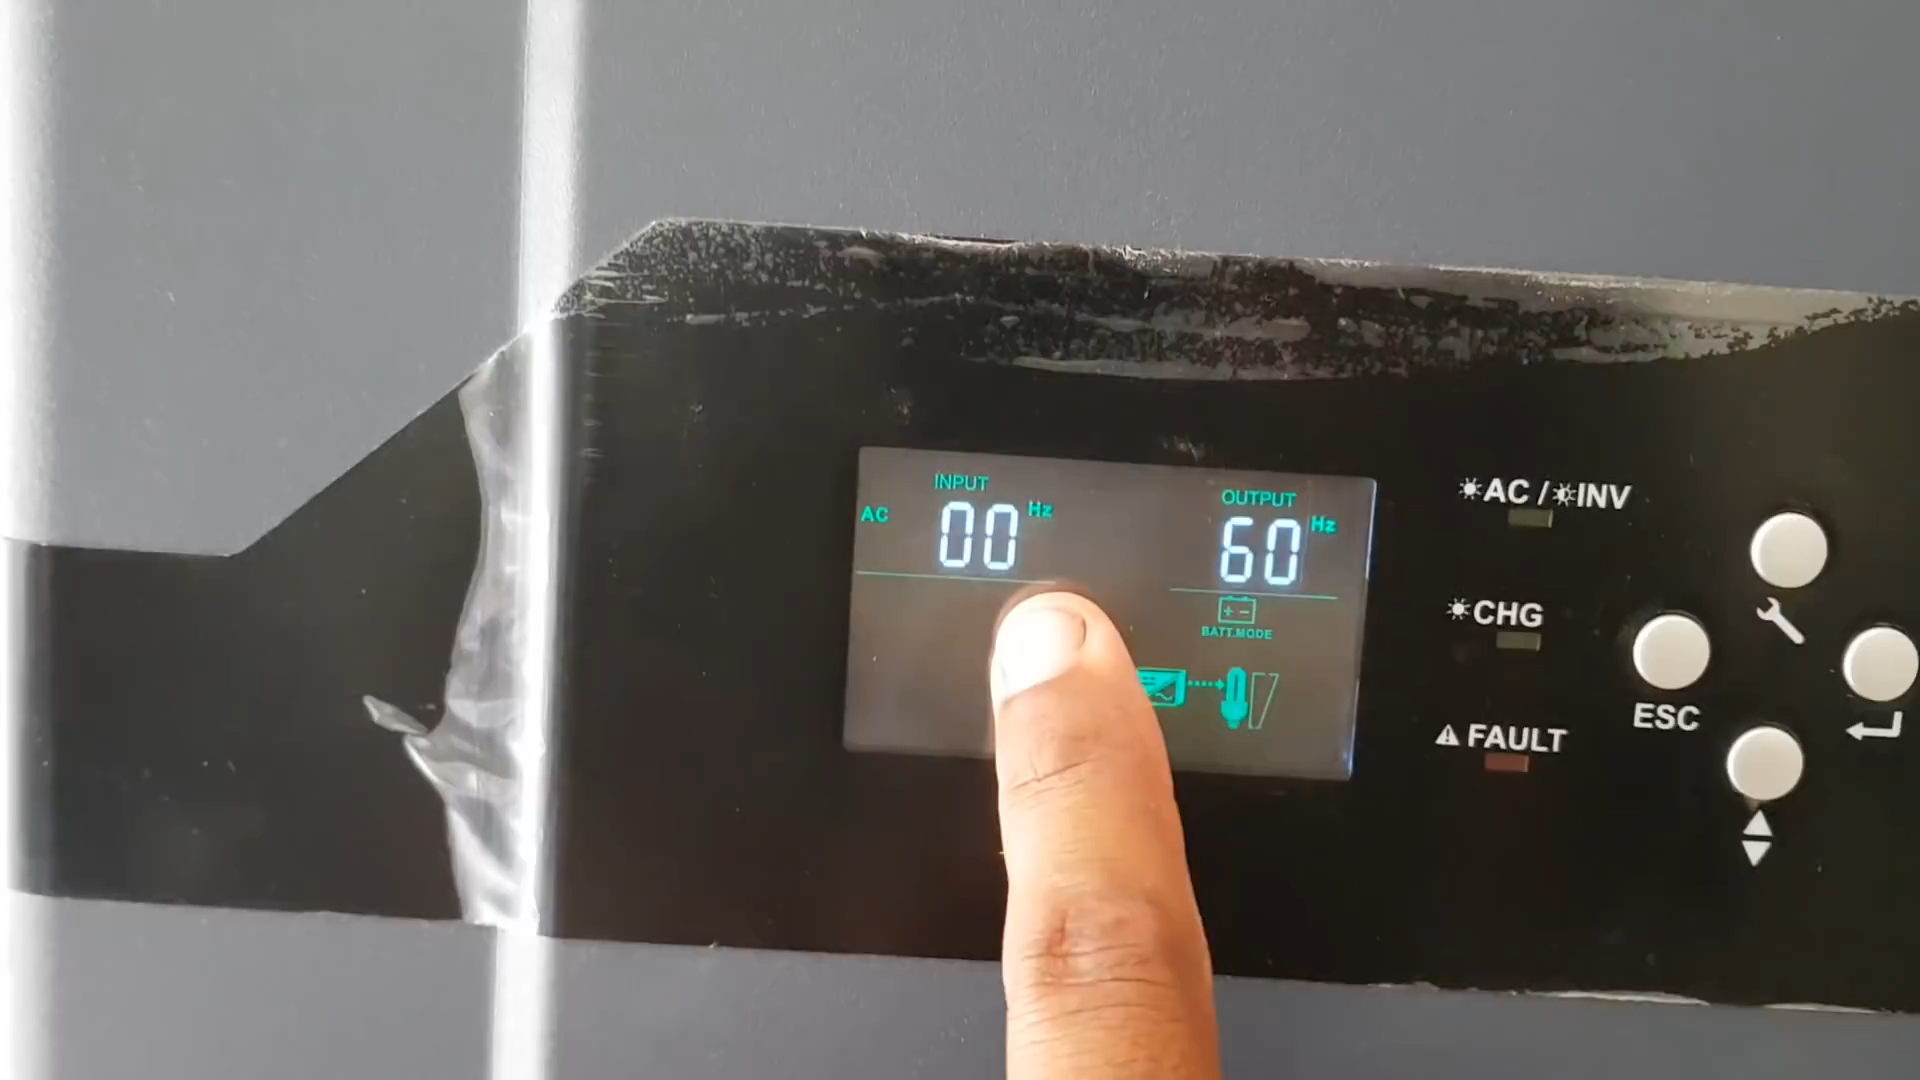 INPUT
AC 00 Hz
OUTPUT
60 Hz
+ -
BATT.MODE
AC / INV
CHG
FAULT
ESC